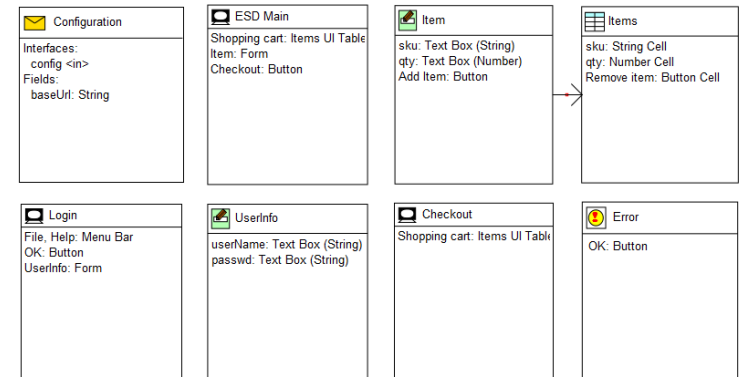 Configuration
Interfaces:
config <in>
Fields:
baseUrl: String
ESD Main
Shopping cart: Items UI Table
Item: Form
Checkout: Button
Item
sku: Text Box (String)
qty: Text Box (Number)
Add Item: Button
Items
sku: String Cell
qty: Number Cell
Remove item: Button Cell
Login
File, Help: Menu Bar
OK: Button
UserInfo: Form
UserInfo
userName: Text Box (String)
passwd: Text Box (String)
Checkout
Shopping cart: Items UI Table
Error
OK: Button